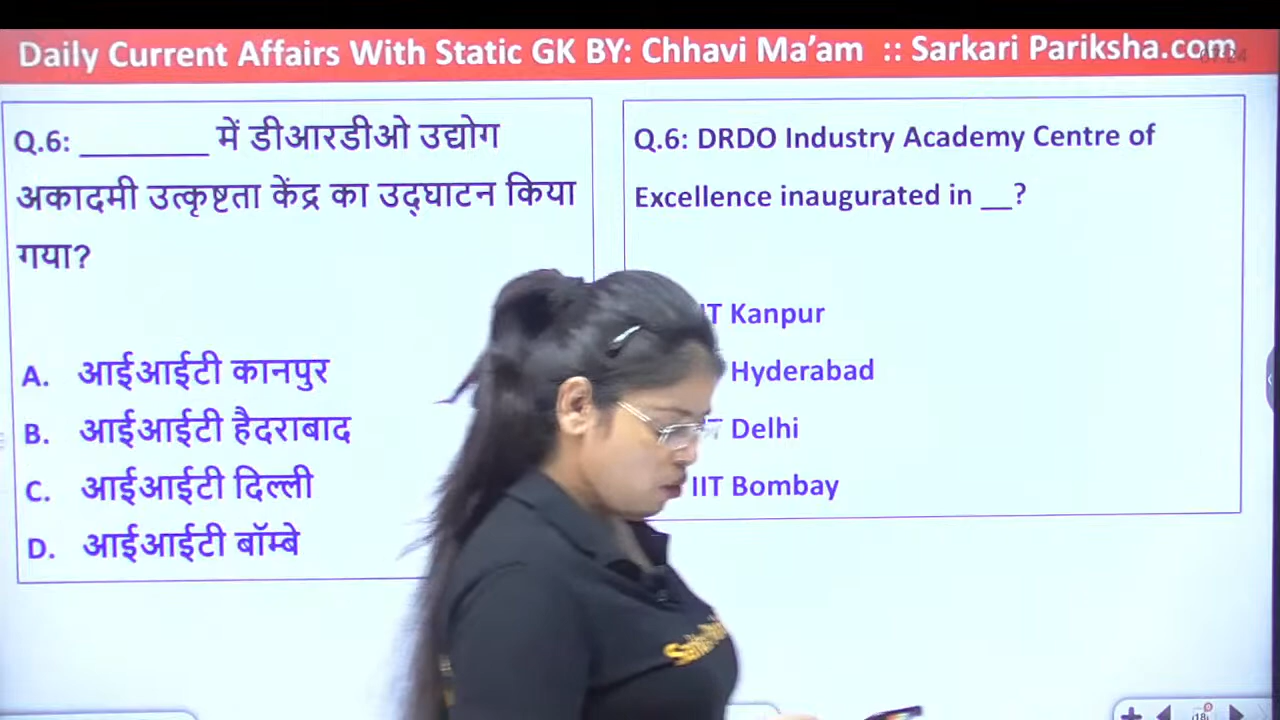 Daily Current Affairs With Static GK BY: Chhavi Ma’am :: Sarkari Pariksha.com
07:24
Q.6: ________ में डीआरडीओ उद्योग
अकादमी उत्कृष्टता केंद्र का उद्घाटन किया
गया?
A. आईआईटी कानपुर
B. आईआईटी हैदराबाद
C. आईआईटी दिल्ली
D. आईआईटी बॉम्बे
Q.6: DRDO Industry Academy Centre of
Excellence inaugurated in __?
Kanpur
Hyderabad
Delhi
IIT Bombay